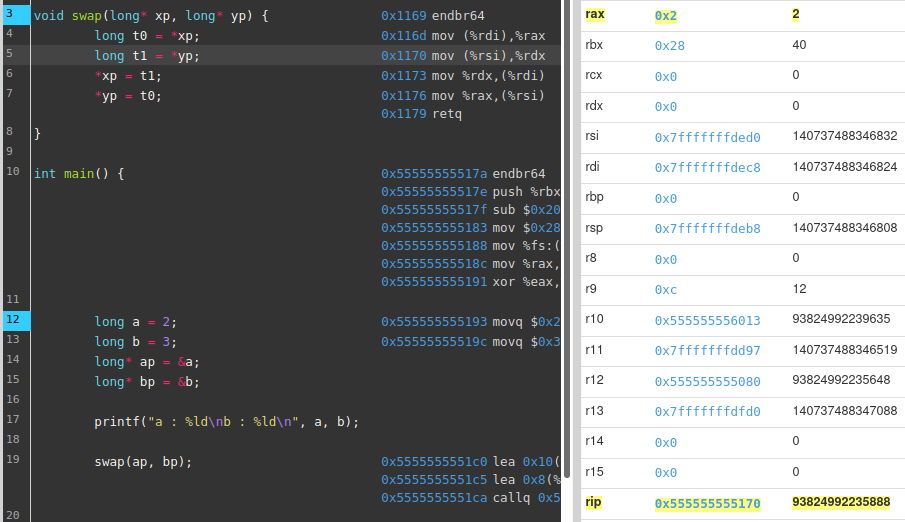 3 void swap(long* xp, long* yp) { 0x1169 endbr64
4 long t0 = *xp; 0x116d mov (%rdi),%rax
5 long t1 = *yp; 0x1170 mov (%rsi),%rdx
6 *xp = t1; 0x1173 mov %rdx,(%rdi)
7 *yp = t0; 0x1176 mov %rax,(%rsi)
0x1179 retq
8 }
9
10 int main() { 0x55555555517a endbr64
0x55555555517e push %rbx
0x55555555517f sub $0x20
0x555555555183 mov $0x28
0x555555555188 mov %fs:(
0x55555555518c mov %rax,
0x555555555191 xor %eax,
11
12 long a = 2; 0x555555555193 movq $0x2
13 long b = 3; 0x55555555519c movq $0x3
14 long* ap = &a;
15 long* bp = &b;
16
17 printf("a : %ld\nb : %ld\n", a, b);
18
19 swap(ap, bp); 0x5555555551c0 lea 0x10(
0x5555555551c5 lea 0x8(%
0x5555555551ca callq 0x5
20
rax 0x2 2
rbx 0x28 40
rcx 0x0 0
rdx 0x0 0
rsi 0x7fffffffded0 140737488346832
rdi 0x7fffffffdec8 140737488346824
rbp 0x0 0
rsp 0x7fffffffdeb8 140737488346808
r8 0x0 0
r9 0xc 12
r10 0x555555556013 93824992239635
r11 0x7fffffffdd97 140737488346519
r12 0x555555555080 93824992235648
r13 0x7fffffffdfd0 140737488347088
r14 0x0 0
r15 0x0 0
rip 0x555555555170 93824992235888